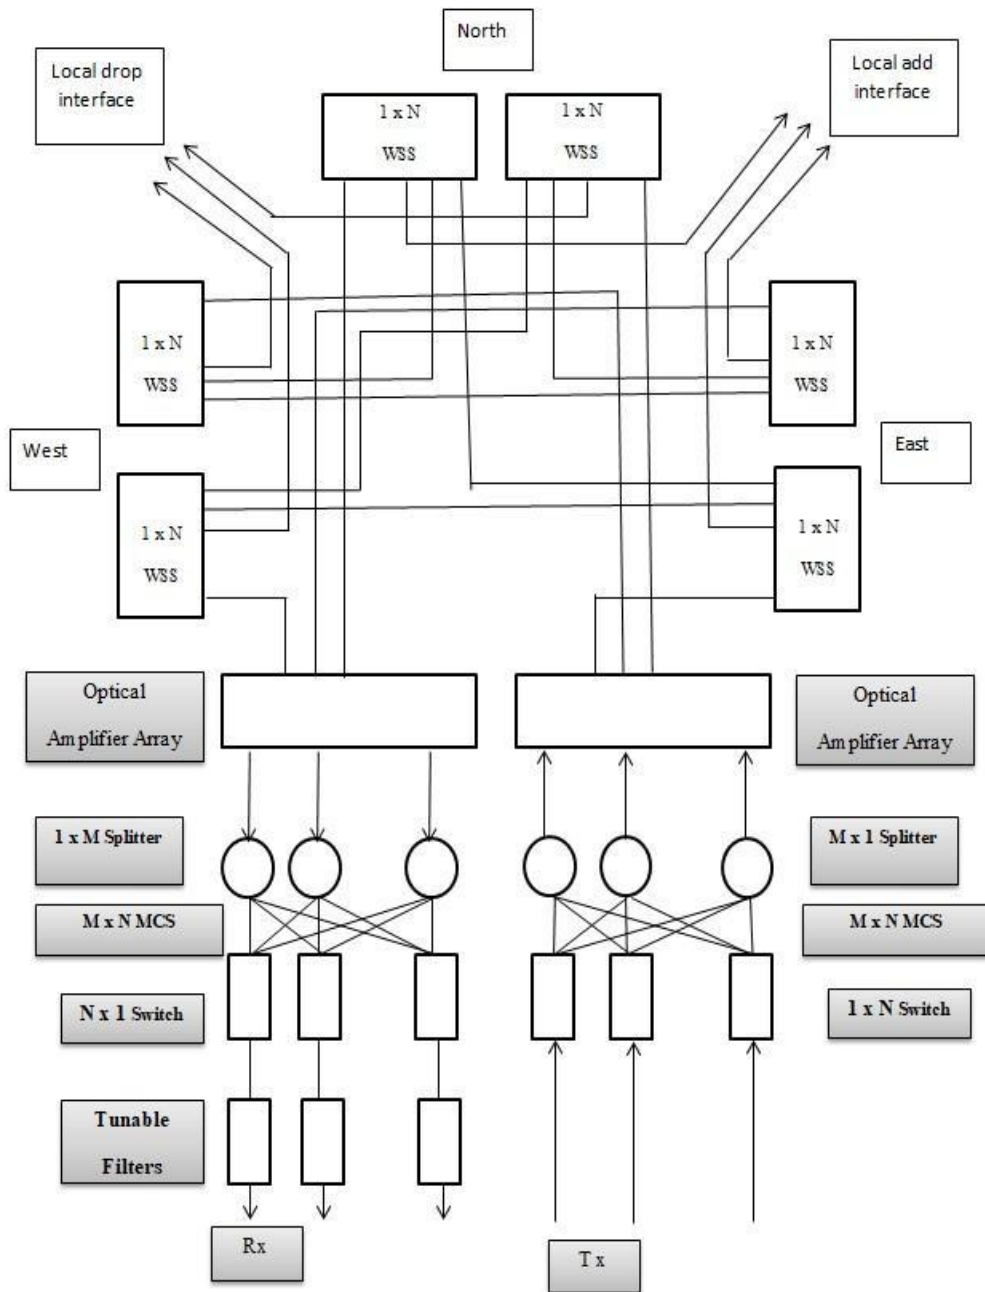 North
Local drop
interface
Local add
interface
1 x N
WSS
1 x N
WSS
1 x N
WSS
1 x N
WSS
West
East
1 x N
WSS
1 x N
WSS
Optical
Amplifier Array
Optical
Amplifier Array
1 x M Splitter
M x 1 Splitter
M x N MCS
M x N MCS
N x 1 Switch
1 x N Switch
Tunable
Filters
Rx
T x